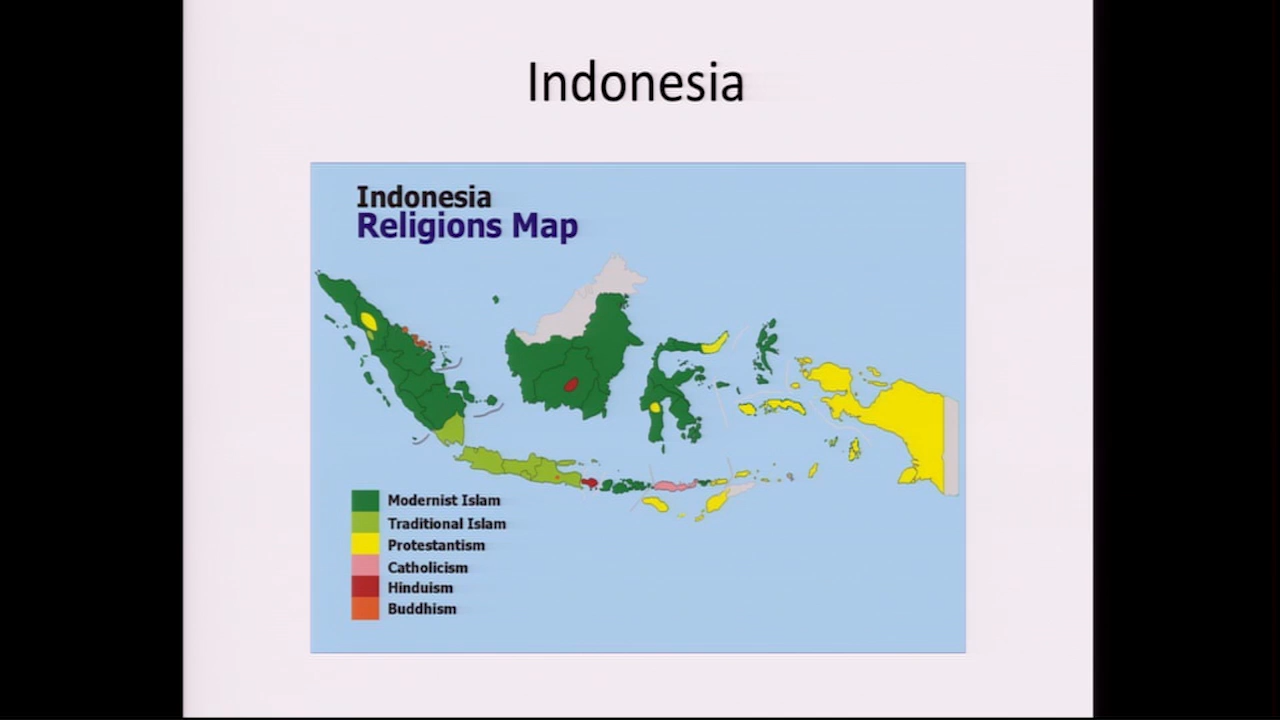 Indonesia
Indonesia
Religions Map
Modernist Islam
Traditional Islam
Protestantism
Catholicism
Hinduism
Buddhism